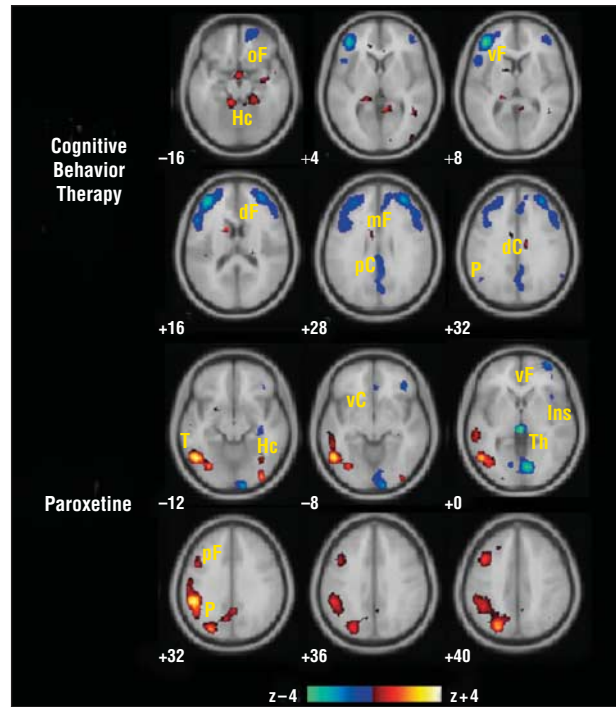 oF
vF
Hc
Cognitive
Behavior
Therapy
−16
+4
+8
dF
mF
dC
pC
P
+16
+28
+32
vF
vC
Ins
T
Hc
Th
Paroxetine
−12
−8
+0
pF
P
+32
+36
+40
z−4
z+4